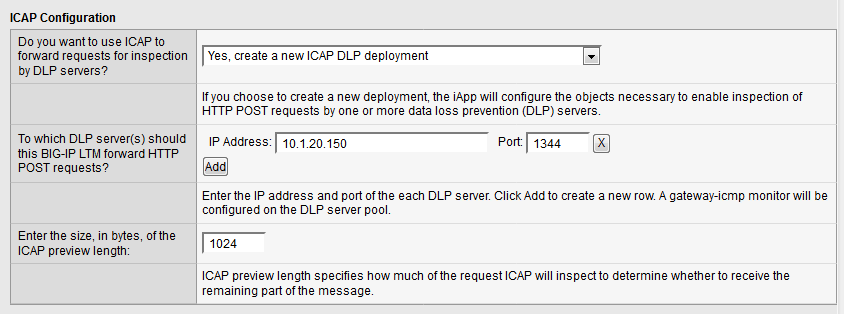 ICAP Configuration
Do you want to use ICAP to
forward requests for inspection
by DLP servers?
Yes, create a new ICAP DLP deployment
If you choose to create a new deployment, the iApp will configure the objects necessary to enable inspection of
HTTP POST requests by one or more data loss prevention (DLP) servers.
To which DLP server(s) should
this BIG-IP LTM forward HTTP
POST requests?
IP Address: 10.1.20.150 Port: 1344 X
Add
Enter the IP address and port of the each DLP server. Click Add to create a new row. A gateway-icmp monitor will be
configured on the DLP server pool.
Enter the size, in bytes, of the
ICAP preview length:
1024
ICAP preview length specifies how much of the request ICAP will inspect to determine whether to receive the
remaining part of the message.